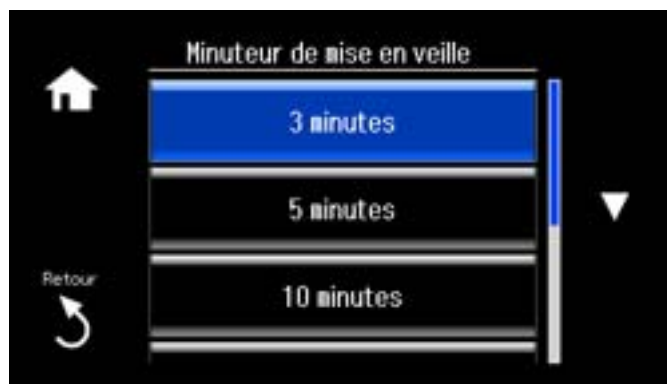 Minuteur de mise en veille
3 minutes
5 minutes
10 minutes
Retour